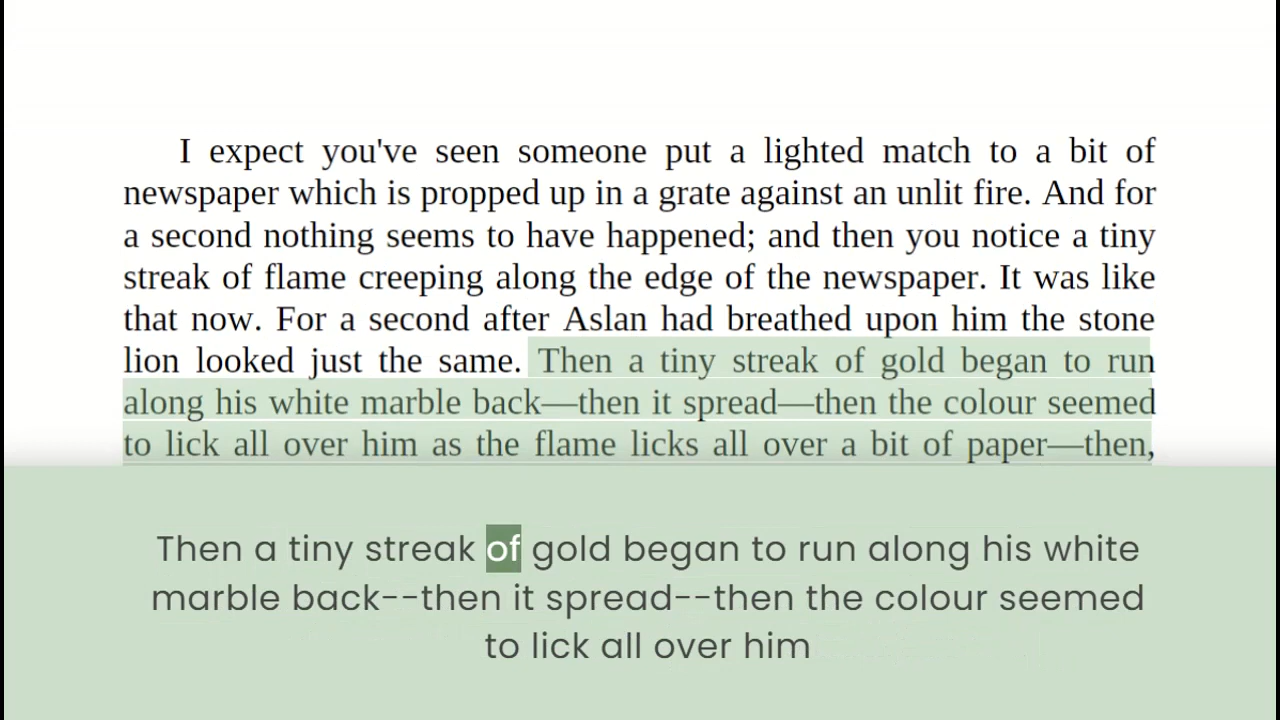 I expect you've seen someone put a lighted match to a bit of
newspaper which is propped up in a grate against an unlit fire. And for
a second nothing seems to have happened; and then you notice a tiny
streak of flame creeping along the edge of the newspaper. It was like
that now. For a second after Aslan had breathed upon him the stone
lion looked just the same. Then a tiny streak of gold began to run
along his white marble back—then it spread—then the colour seemed
to lick all over him as the flame licks all over a bit of paper—then,
Then a tiny streak of gold began to run along his white
marble back--then it spread--then the colour seemed
to lick all over him